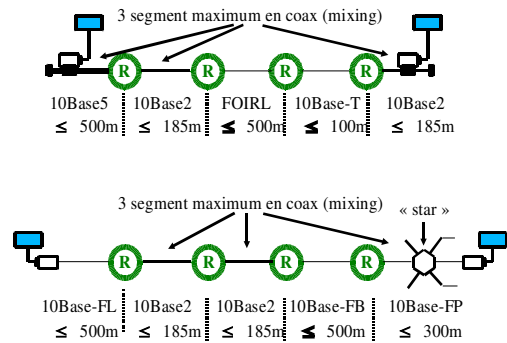 3 segment maximum en coax (mixing)
R R R R
10Base5 10Base2 FOIRL 10Base-T 10Base2
≤ 500m ≤ 185m ≤ 500m ≤ 100m ≤ 185m
3 segment maximum en coax (mixing)
« star »
R R R R
10Base-FL 10Base2 10Base2 10Base-FB 10Base-FP
≤ 500m ≤ 185m ≤ 185m ≤ 500m ≤ 300m